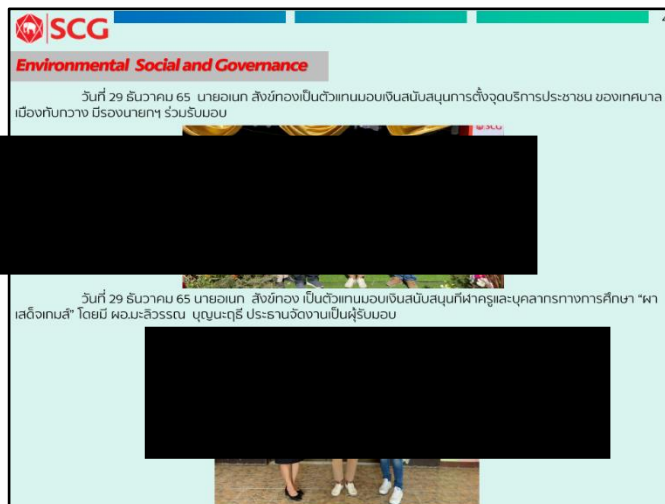 SCG
Environmental Social and Governance
วันที่ 29 ธันวาคม 65 นายอเนท สังข์ทองเป็นตัวแทนมอบเงินสนับสนุนการตั้งจุดบริการประชาชน ของเทศบาล
เมืองทับกวาง มีรองนายกฯ ร่วมรับมอบ
SCG
วันที่ 29 ธันวาคม 65 นายอเนท สังข์ทอง เป็นตัวแทนมอบเงินสนับสนุนกีฬาครูและบุคลากรทางการศึกษา “ผา
เสด็จเกมส์” โดยมี ผอ.มะลิวรรณ บุญนะฤธี ประธานจัดงานเป็นผู้รับมอบ